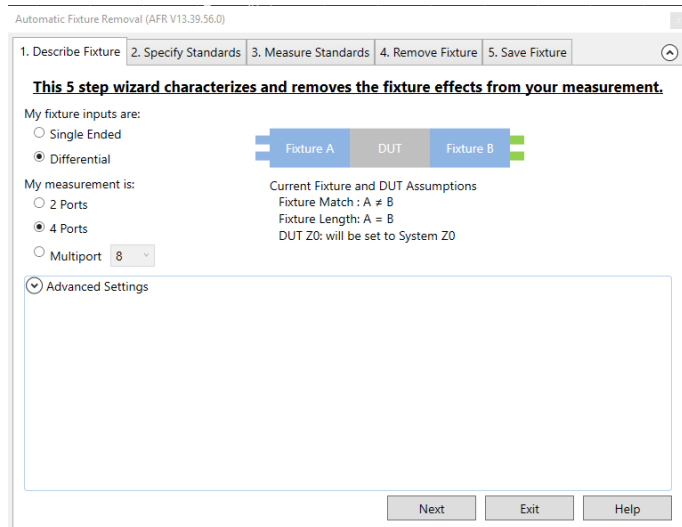 Automatic Fixture Removal (AFR V13.39.56.0)
1. Describe Fixture 2. Specify Standards 3. Measure Standards 4. Remove Fixture 5. Save Fixture
This 5 step wizard characterizes and removes the fixture effects from your measurement.
My fixture inputs are:
Single Ended
Differential
Fixture A DUT Fixture B
My measurement is:
2 Ports
4 Ports
Multiport 8
Current Fixture and DUT Assumptions
Fixture Match : A ≠ B
Fixture Length: A = B
DUT Z0: will be set to System Z0
Advanced Settings
Next Exit Help